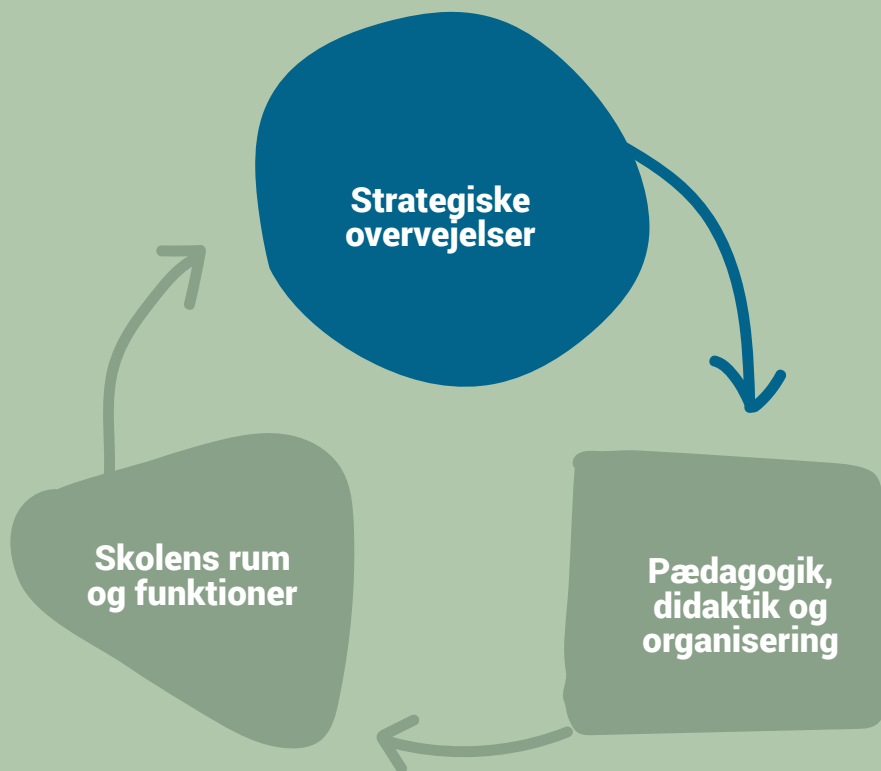 Strategiske
overvejelser
Skolens rum
og funktioner
Pædagogik,
didaktik og
organisering